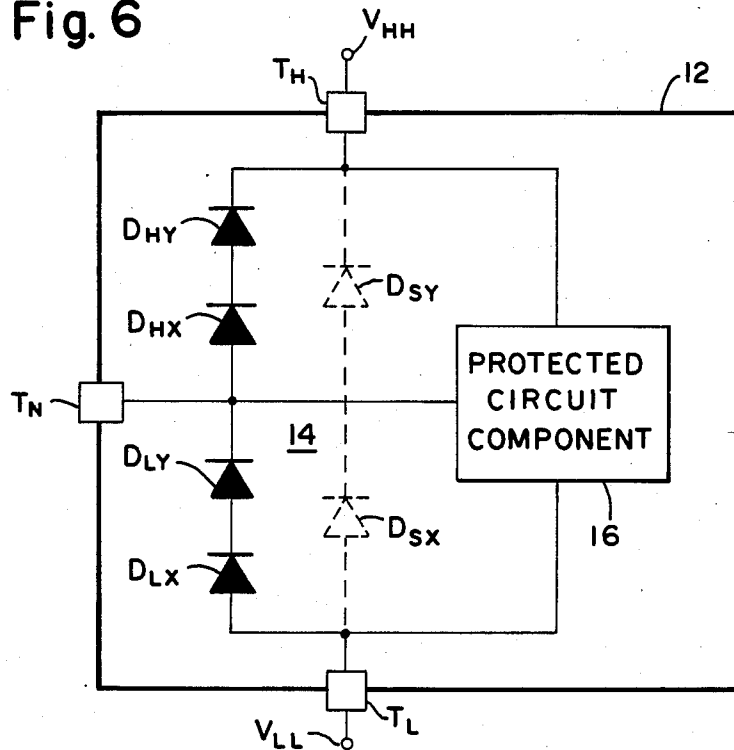 Fig. 6
V_HH
T_H
12
D_HY
D_SY
D_HX
PROTECTED
CIRCUIT
COMPONENT
T_N
14
D_LY
D_SX
16
D_LX
T_L
V_LL